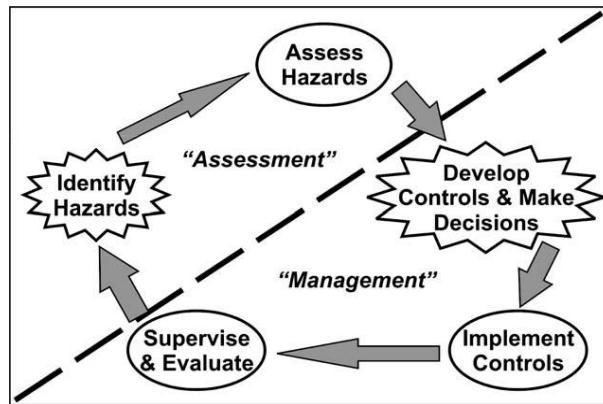 Assess
Hazards
“Assessment”
Identify
Hazards
Develop
Controls & Make
Decisions
“Management”
Supervise
& Evaluate
Implement
Controls